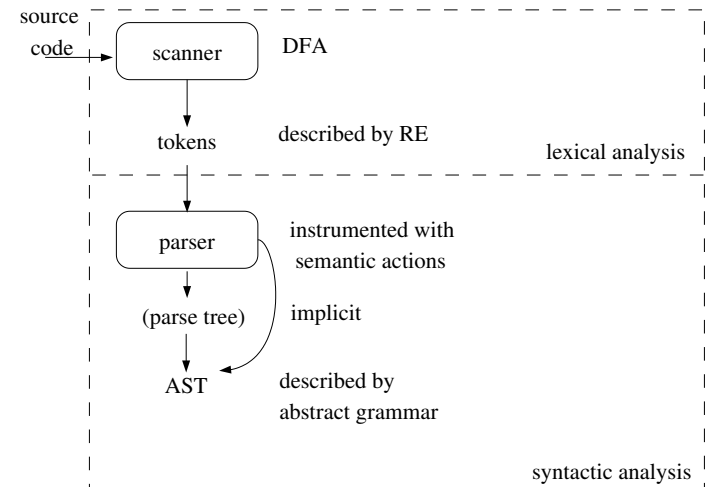 source
code
scanner
DFA
tokens
described by RE
lexical analysis
parser
instrumented with
semantic actions
(parse tree)
implicit
AST
described by
abstract grammar
syntactic analysis